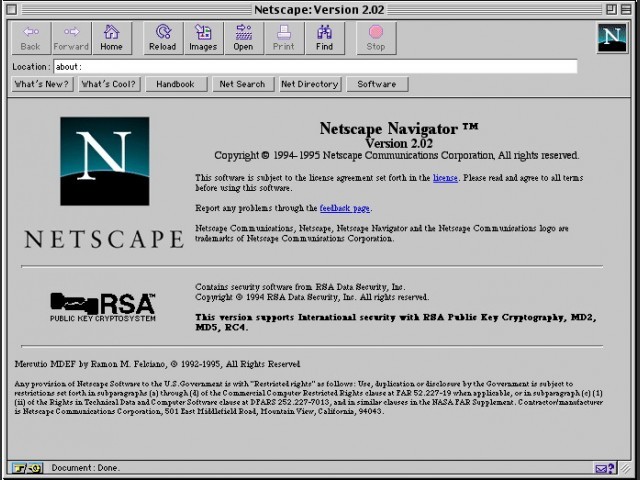 Netscape: Version 2.02
Back Forward Home Reload Images Open Print Find Stop
N
Location: about:
What's New? What's Cool? Handbook Net Search Net Directory Software
N
NETSCAPE
Netscape Navigator ™
Version 2.02
Copyright © 1994-1995 Netscape Communications Corporation, All rights reserved.
This software is subject to the license agreement set forth in the license. Please read and agree to all terms
before using this software.
Report any problems through the feedback page.
Netscape Communications, Netscape, Netscape Navigator and the Netscape Communications logo are
trademarks of Netscape Communications Corporation.
RSA™
PUBLIC KEY CRYPTOSYSTEM
Contains security software from RSA Data Security, Inc.
Copyright © 1994 RSA Data Security, Inc. All rights reserved.
This version supports International security with RSA Public Key Cryptography, MD2,
MD5, RC4.
Mercutio MDEF by Ramon M. Felciano, © 1992-1995, All Rights Reserved
Any provision of Netscape Software to the U.S.Government is with "Restricted rights" as follows: Use, duplication or disclosure by the Government is subject to
restrictions set forth in subparagraphs (a) through (d) of the Commercial Computer Restricted Rights clause at FAR 52.227-19 when applicable, or in subparagraph (c) (1)
(ii) of the Rights in Technical Data and Computer Software clause at DFARS 252.227-7013, and in similar clauses in the NASA FAR Supplement. Contractor/manufacturer
is Netscape Communications Corporation, 501 East Middlefield Road, Mountain View, California, 94043.
Document: Done.
?